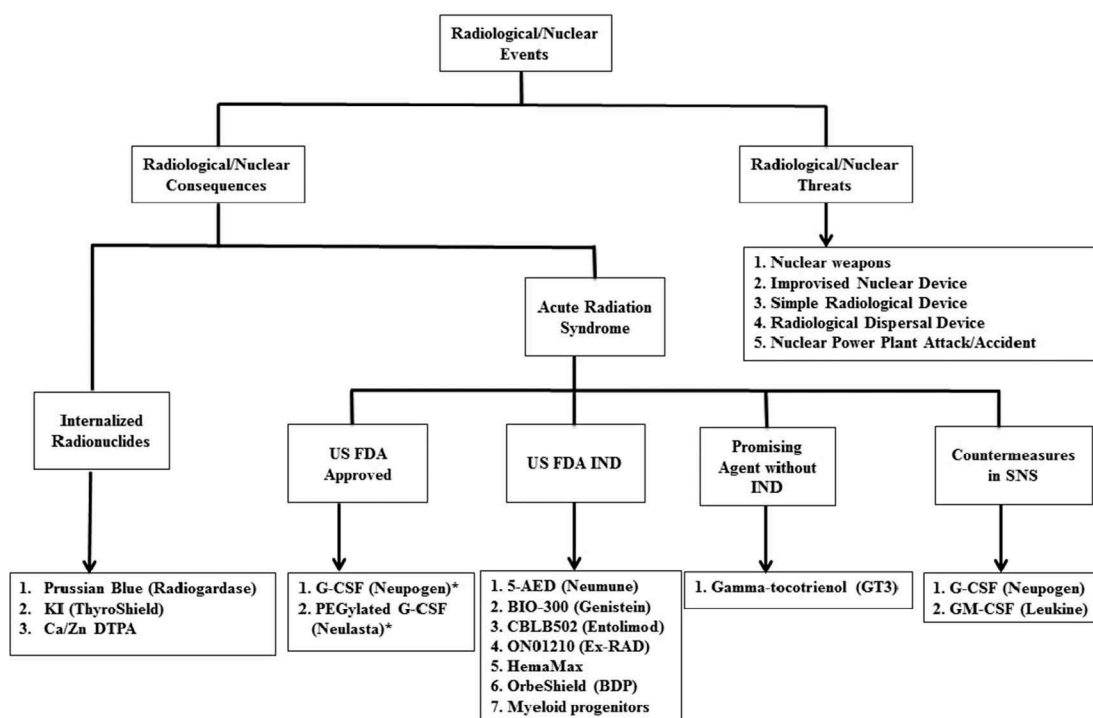 Radiological/Nuclear
Events
Radiological/Nuclear
Consequences
Radiological/Nuclear
Threats
1. Nuclear weapons
2. Improvised Nuclear Device
3. Simple Radiological Device
4. Radiological Dispersal Device
5. Nuclear Power Plant Attack/Accident
Acute Radiation
Syndrome
Internalized
Radionuclides
US FDA
Approved
US FDA IND
Promising
Agent without
IND
Countermeasures
in SNS
1. Prussian Blue (Radiogardase)
2. KI (ThyroShield)
3. Ca/Zn DTPA
1. G-CSF (Neupogen)*
2. PEGylated G-CSF
(Neulasta)*
1. 5-AED (Neumune)
2. BIO-300 (Genistein)
3. CBLB502 (Entolimod)
4. ON01210 (Ex-RAD)
5. HemaMax
6. OrbeShield (BDP)
7. Myeloid progenitors
1. Gamma-tocotrienol (GT3)
1. G-CSF (Neupogen)
2. GM-CSF (Leukine)